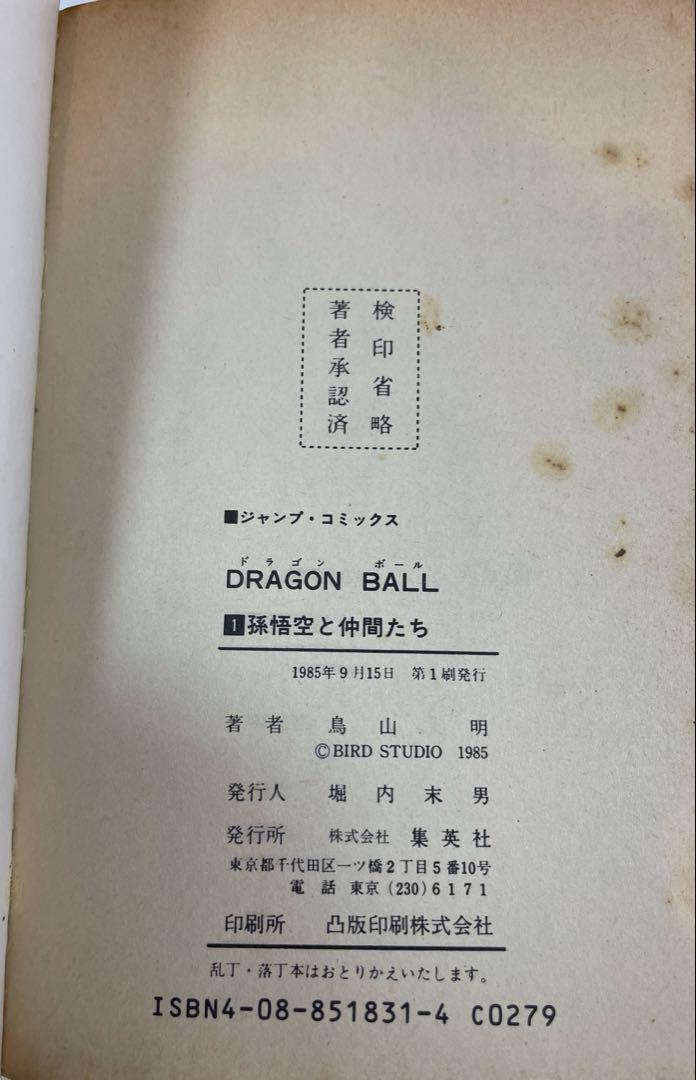 検印省略
著者承認済
■ジャンプ・コミックス
ドラゴン ボール
DRAGON BALL
1孫悟空と仲間たち
1985年9月15日 第1刷発行
著者 鳥山 明
©BIRD STUDIO 1985
発行人 堀内末男
発行所 株式会社 集英社
東京都千代田区一ツ橋2丁目5番10号
電話 東京(230)6171
印刷所 凸版印刷株式会社
乱丁・落丁本はおとりかえいたします。
ISBN4-08-851831-4 C0279